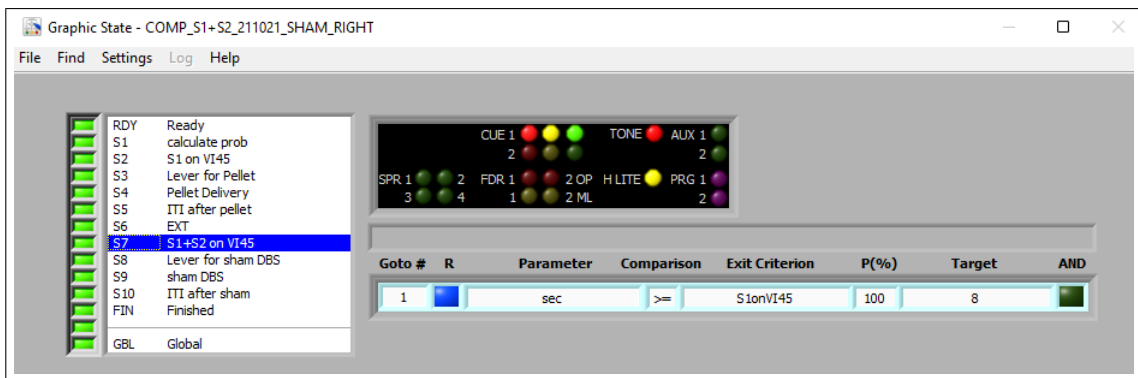 Graphic State - COMP_S1+S2_211021_SHAM_RIGHT
File Find Settings Log Help
RDY Ready
S1 calculate prob
S2 S1 on VI45
S3 Lever for Pellet
S4 Pellet Delivery
S5 ITI after pellet
S6 EXT
S7 S1+S2 on VI45
S8 Lever for sham DBS
S9 sham DBS
S10 ITI after sham
FIN Finished
GBL Global
CUE 1 TONE AUX 1
2 2
SPR 1 2 FDR 1 2 OP H LITE PRG 1
3 4 1 2 ML 2
Goto # R Parameter Comparison Exit Criterion P(%) Target AND
1 sec >= S1onVI45 100 8